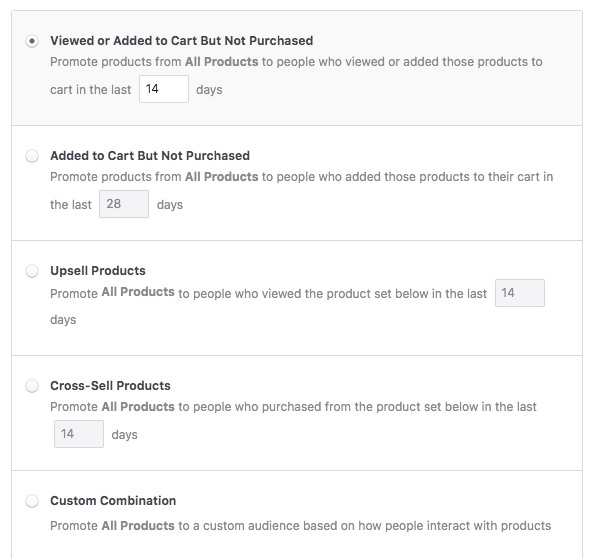 Viewed or Added to Cart But Not Purchased
Promote products from All Products to people who viewed or added those products to
cart in the last 14 days
Added to Cart But Not Purchased
Promote products from All Products to people who added those products to their cart in
the last 28 days
Upsell Products
Promote All Products to people who viewed the product set below in the last 14
days
Cross-Sell Products
Promote All Products to people who purchased from the product set below in the last
14 days
Custom Combination
Promote All Products to a custom audience based on how people interact with products